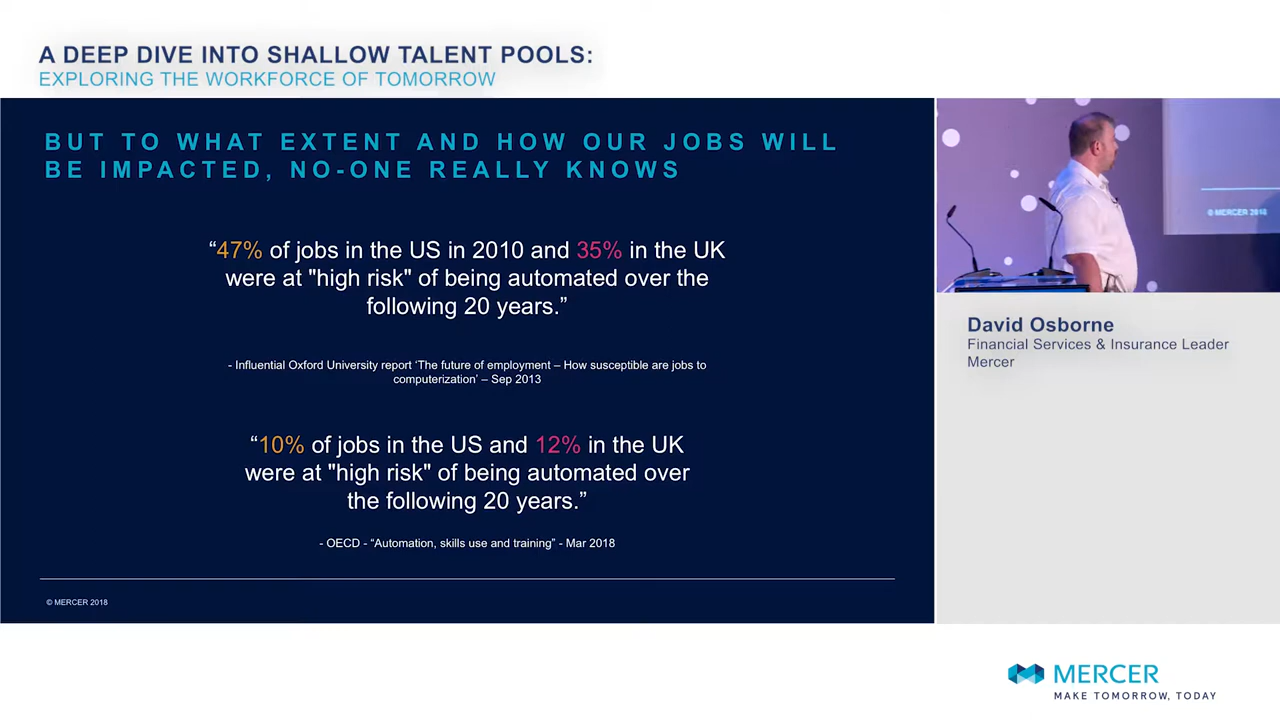 A DEEP DIVE INTO SHALLOW TALENT POOLS:
EXPLORING THE WORKFORCE OF TOMORROW
BUT TO WHAT EXTENT AND HOW OUR JOBS WILL
BE IMPACTED, NO-ONE REALLY KNOWS
“47% of jobs in the US in 2010 and 35% in the UK
were at "high risk" of being automated over the
following 20 years.”
- Influential Oxford University report ‘The future of employment – How susceptible are jobs to
computerization’ – Sep 2013
“10% of jobs in the US and 12% in the UK
were at "high risk" of being automated over
the following 20 years.”
- OECD - “Automation, skills use and training” - Mar 2018
© MERCER 2018
© MERCER 2018
David Osborne
Financial Services & Insurance Leader
Mercer
MERCER
MAKE TOMORROW, TODAY